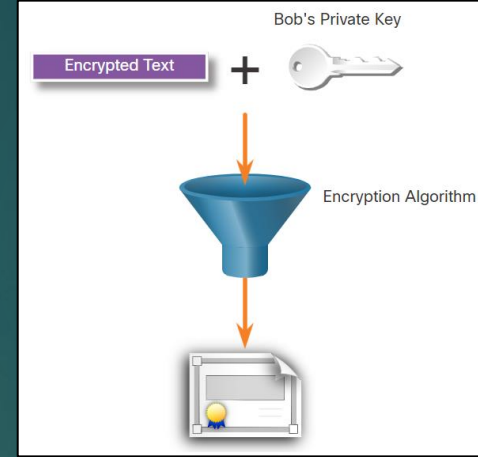 Bob's Private Key
Encrypted Text
+
Encryption Algorithm